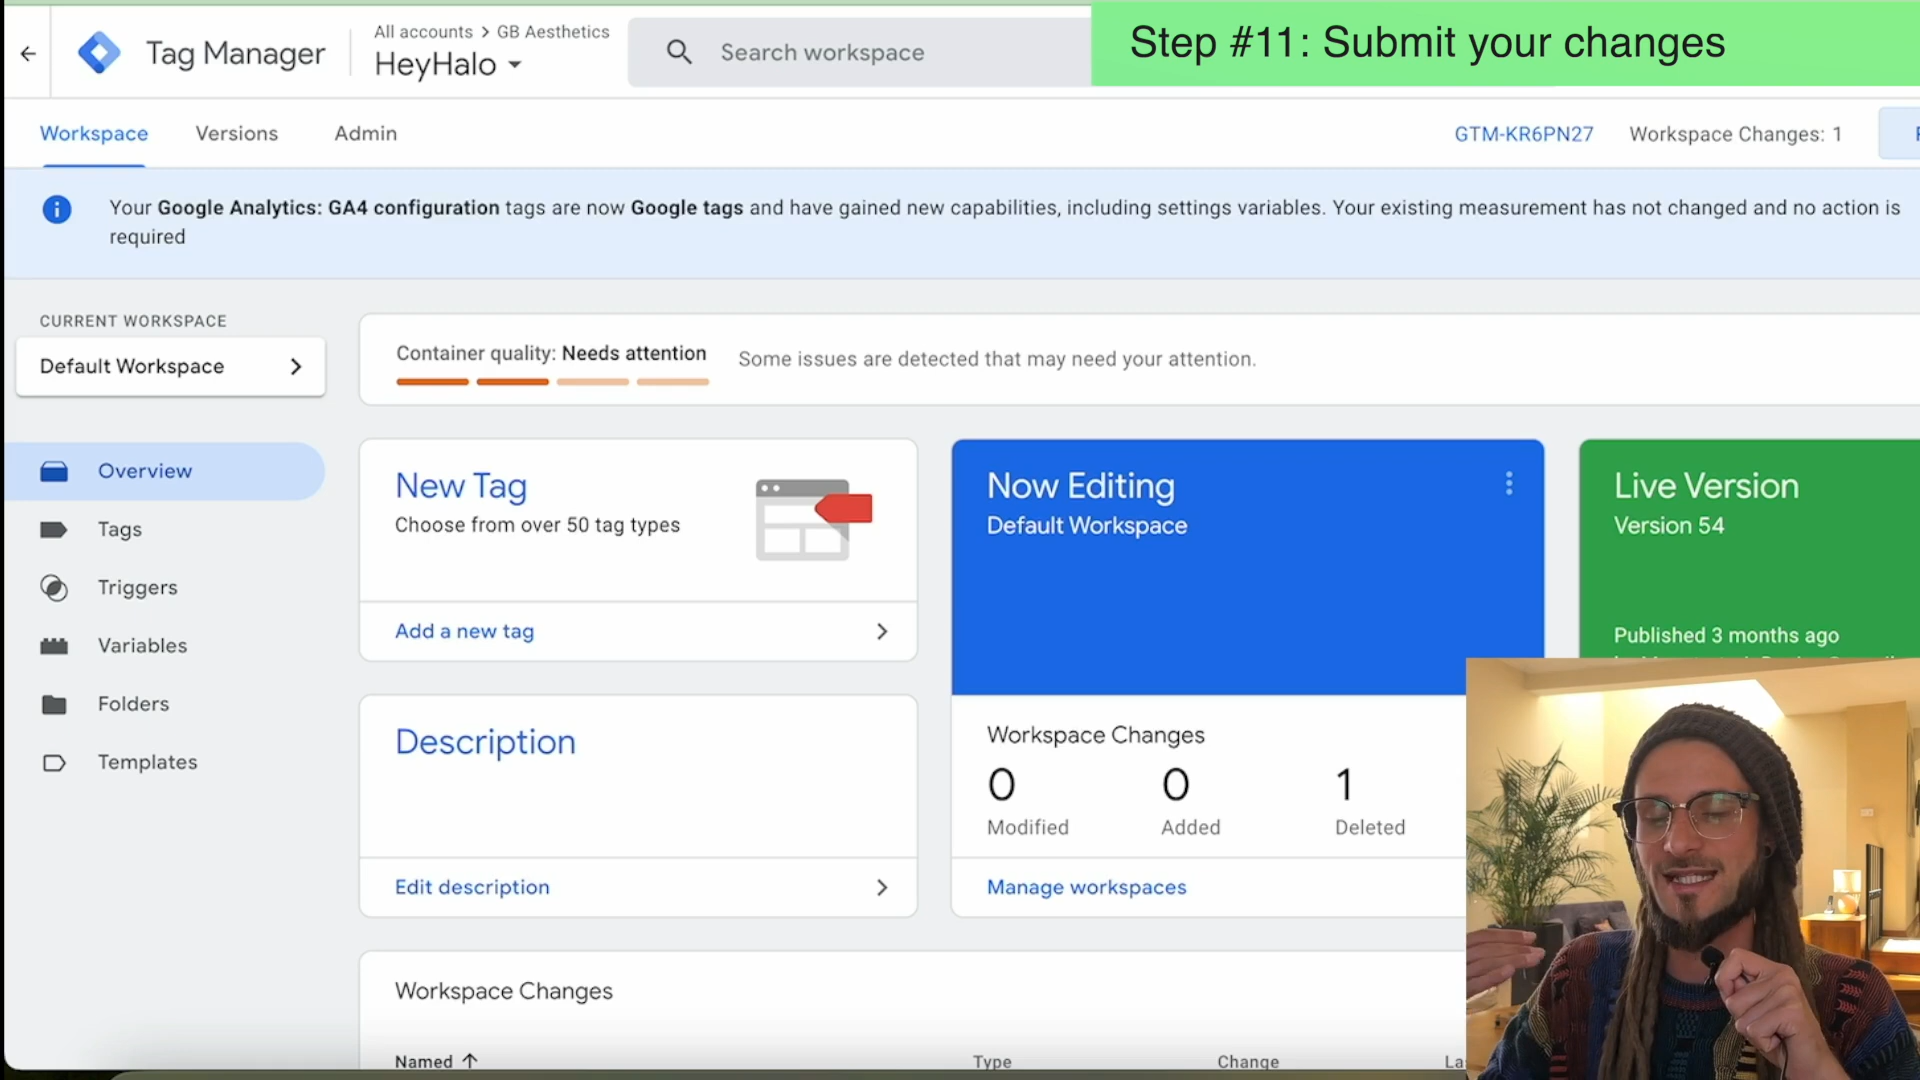 Step #11: Submit your changes
Tag Manager
All accounts > GB Aesthetics
HeyHalo
Search workspace
Workspace
Versions
Admin
GTM-KR6PN27
Workspace Changes: 1
Your Google Analytics: GA4 configuration tags are now Google tags and have gained new capabilities, including settings variables. Your existing measurement has not changed and no action is
required
CURRENT WORKSPACE
Default Workspace
Container quality: Needs attention
Some issues are detected that may need your attention.
Overview
Tags
Triggers
Variables
Folders
Templates
New Tag
Choose from over 50 tag types
Add a new tag
Now Editing
Default Workspace
Live Version
Version 54
Published 3 months ago
Description
Edit description
Workspace Changes
0
0
1
Modified
Added
Deleted
Manage workspaces
Workspace Changes
Named
Type
Change